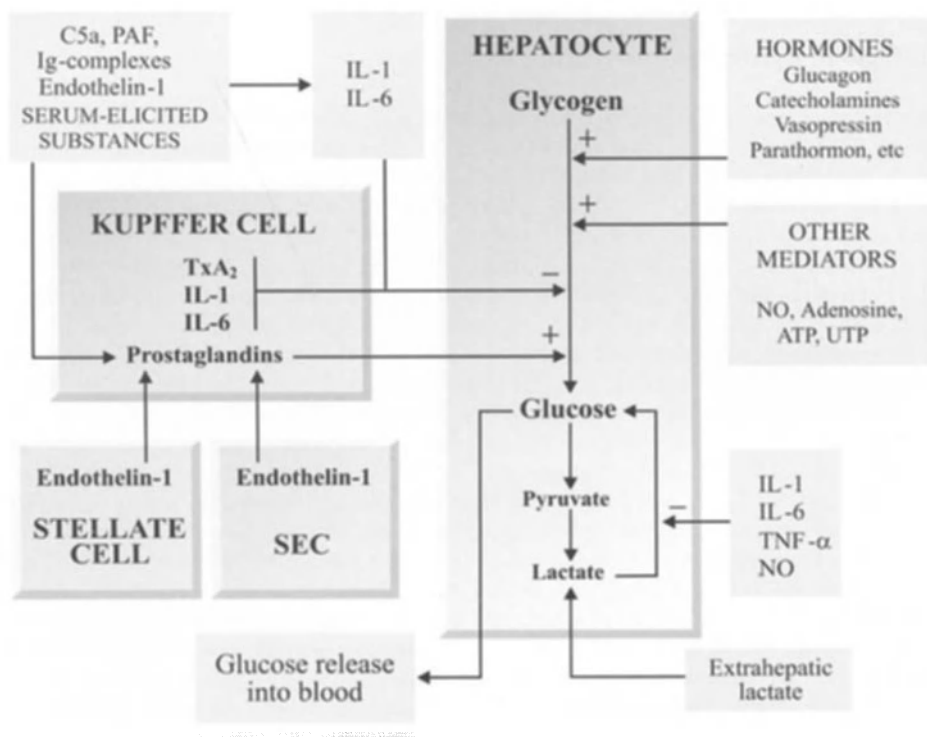 C5a, PAF,
Ig-complexes
Endothelin-1
SERUM-ELICITED
SUBSTANCES
IL-1
IL-6
HEPATOCYTE
Glycogen
+
+
−
+
Glucose
Pyruvate
Lactate
−
HORMONES
Glucagon
Catecholamines
Vasopressin
Parathormon, etc
OTHER
MEDIATORS
NO, Adenosine,
ATP, UTP
KUPFFER CELL
TxA₂
IL-1
IL-6
Prostaglandins
Endothelin-1
STELLATE
CELL
Endothelin-1
SEC
IL-1
IL-6
TNF-α
NO
Glucose release
into blood
Extrahepatic
lactate